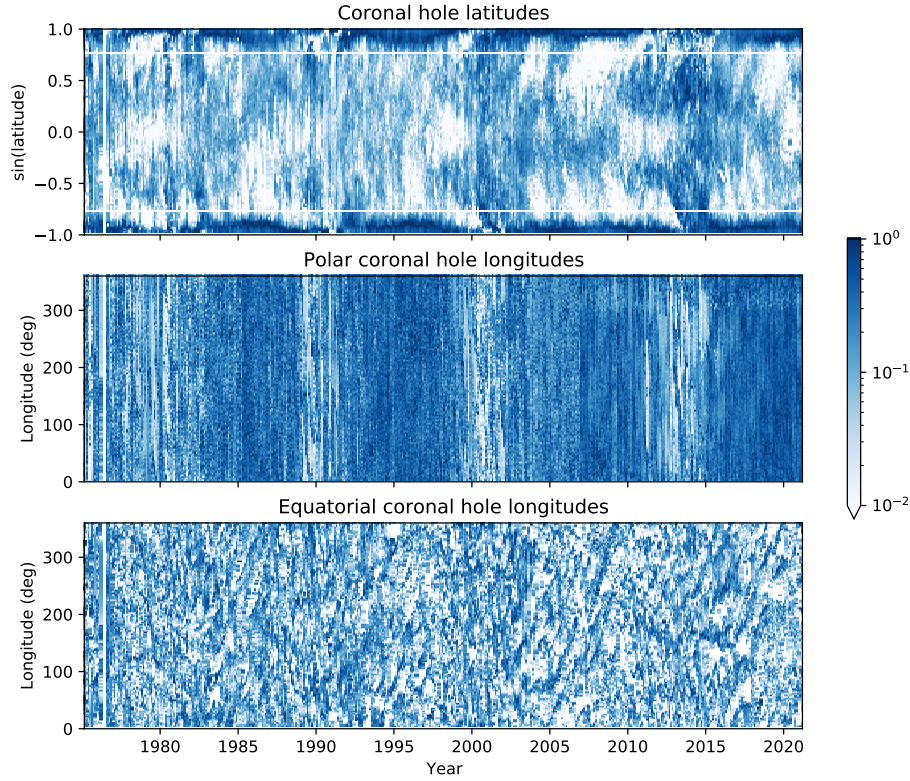 Coronal hole latitudes
1.0
0.5
0.0
−0.5
−1.0
sin(latitude)
Polar coronal hole longitudes
300
200
100
0
Longitude (deg)
10^0
10^-1
10^-2
Equatorial coronal hole longitudes
300
200
100
0
Longitude (deg)
1980 1985 1990 1995 2000 2005 2010 2015 2020
Year